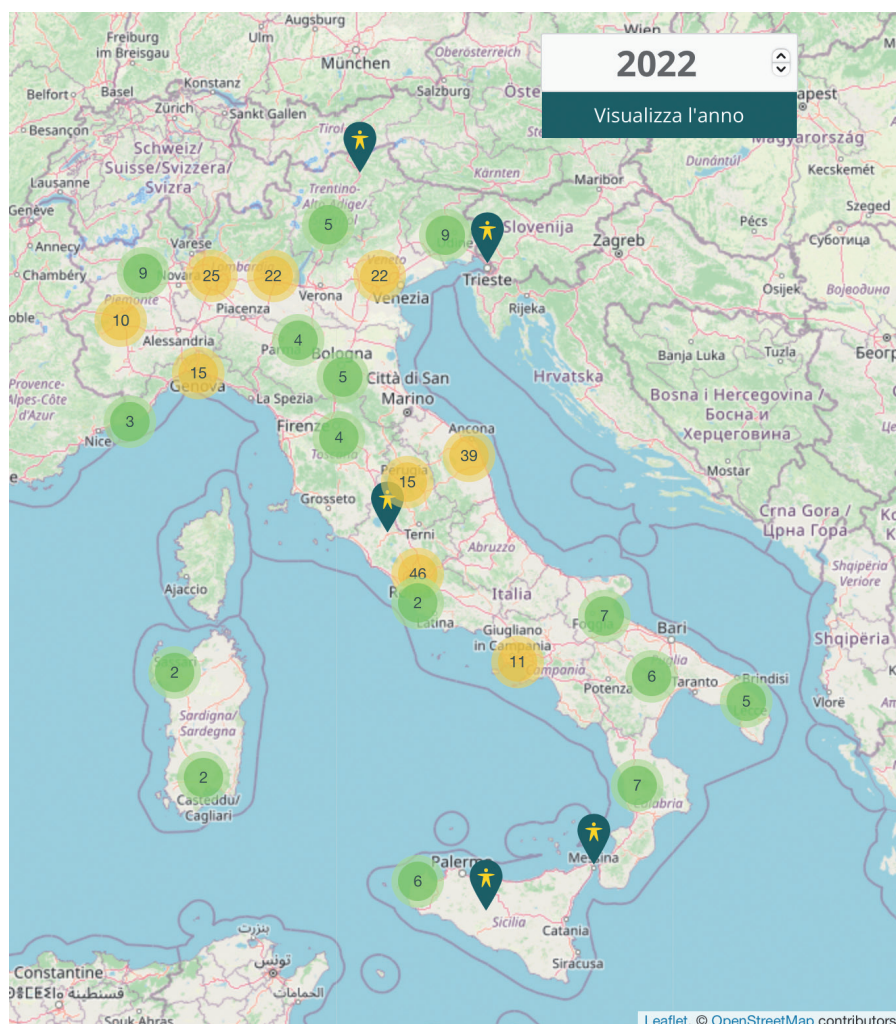 Augsburg
Freiburg
im Breisgau
Ulm
Wien
2022
München
Oberösterreich
Belfort
Basel
Konstanz
Salzburg
Zürich
Sankt Gallen
Visualizza l'anno
Besançon
Tirol
Magyarország
Schweiz/
Suisse/Svizzera/
Svizra
Kärnten
Dunántúl
Kecskemét
Lausanne
Maribor
Genève
Trentino-
Szeged
5
9
Slovenija
Pécs
Annecy
Varese
Zagreb
Суботица
Chambéry
9
Novara
25
22
22
Veneto
Trieste
Osijek
Војводина
Verona
Venezia
Piemonte
Piacenza
Rijeka
10
Alessandria
4
Parma
Bologna
Banja Luka
Tuzla
15
Genova
5
Città di San
Marino
Hrvatska
Provence-
Alpes-Côte
d'Azur
La Spezia
Bosna i Hercegovina /
Босна и
Херцеговина
3
Nice
Firenze
4
Ancona
39
Mostar
Perugia
15
Grosseto
Crna Gora /
Црна Гора
Terni
Abruzzo
Shqipëria
Veriore
Ajaccio
46
Italia
2
Latina
7
Giugliano
in Campania
Bari
Shqipëria
11
Campania
Puglia
2
6
Potenza
Taranto
Brindisi
5
Vlorë
Sardigna/
Sardegna
2
7
Casteddu/
Cagliari
Calabria
Messina
Palermo
6
Sicilia
Catania
بنزرت
Siracusa
تونس
Constantine
قسنطينة
الحمامات
Souk Ahras
Leaflet, © OpenStreetMap contributors